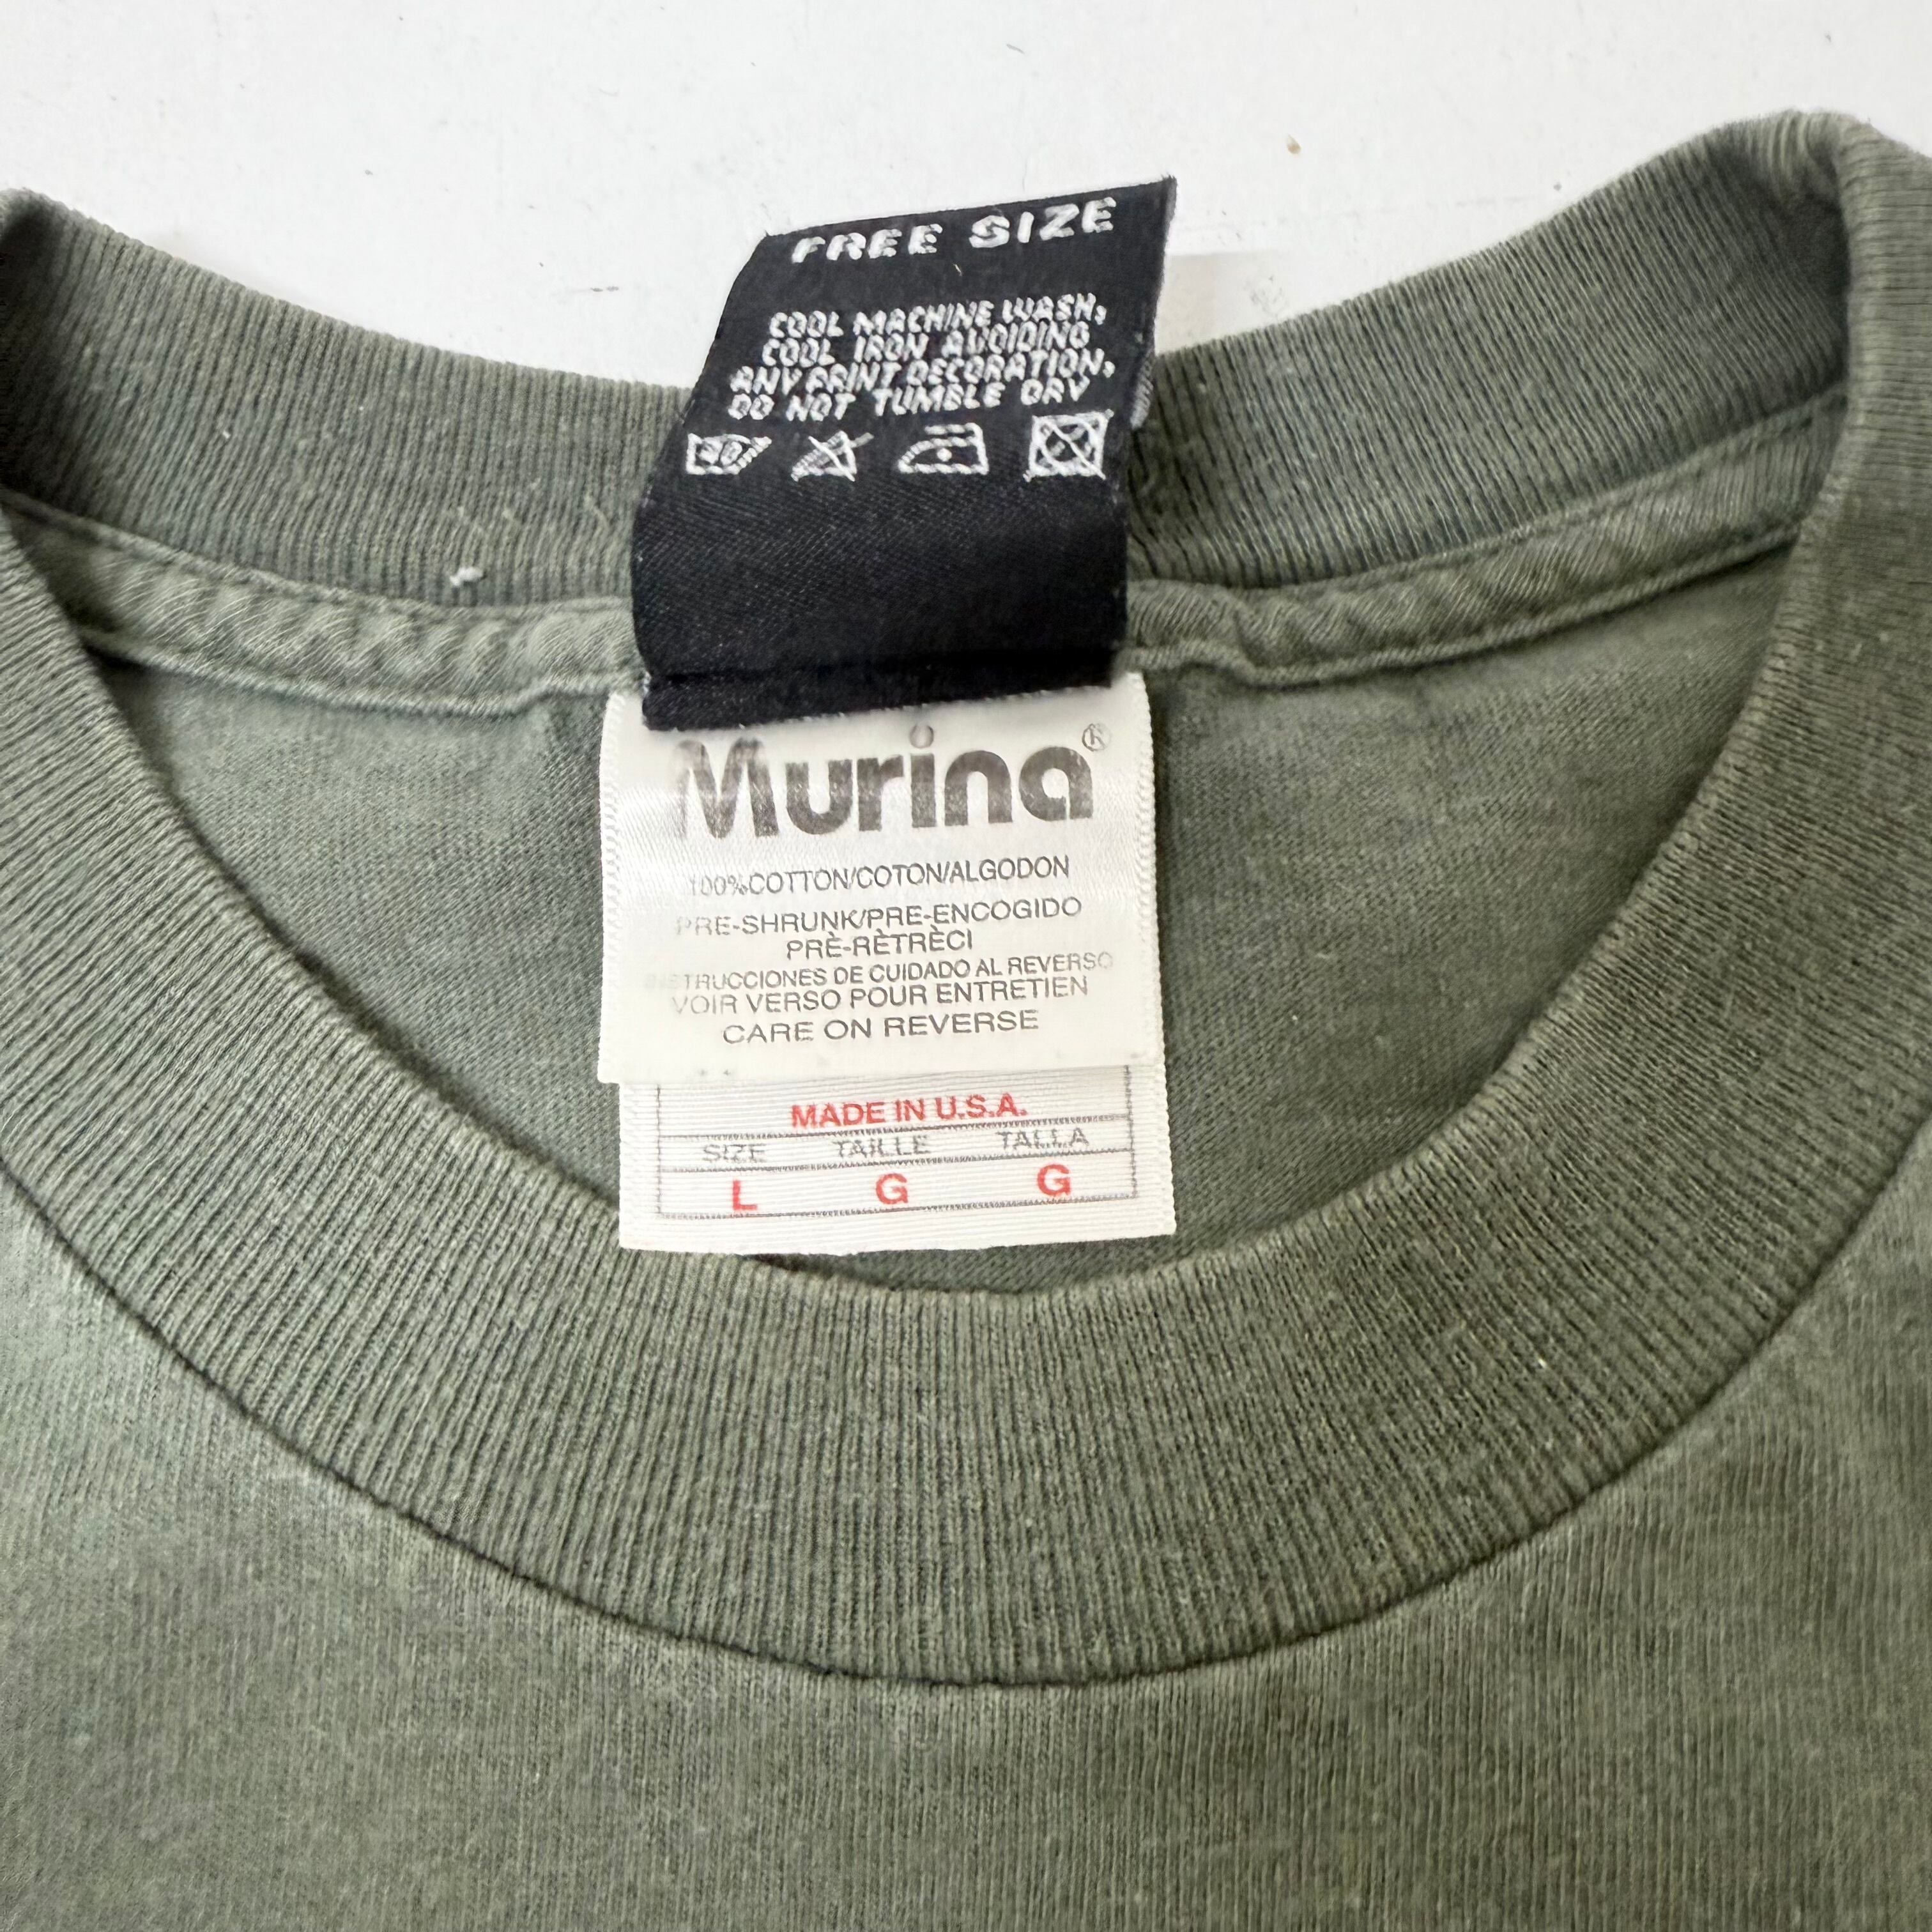 FREE SIZE
COOL MACHINE WASH,
COOL IRON AVOIDING
ANY PRINT DECORATION,
DO NOT TUMBLE DRY
40
Murina®
100%COTTON/COTON/ALGODON
PRE-SHRUNK/PRE-ENCOGIDO
PRÈ-RÈTRÈCI
INSTRUCCIONES DE CUIDADO AL REVERSO
VOIR VERSO POUR ENTRETIEN
CARE ON REVERSE
MADE IN U.S.A.
SIZE TAILLE TALLA
L G G